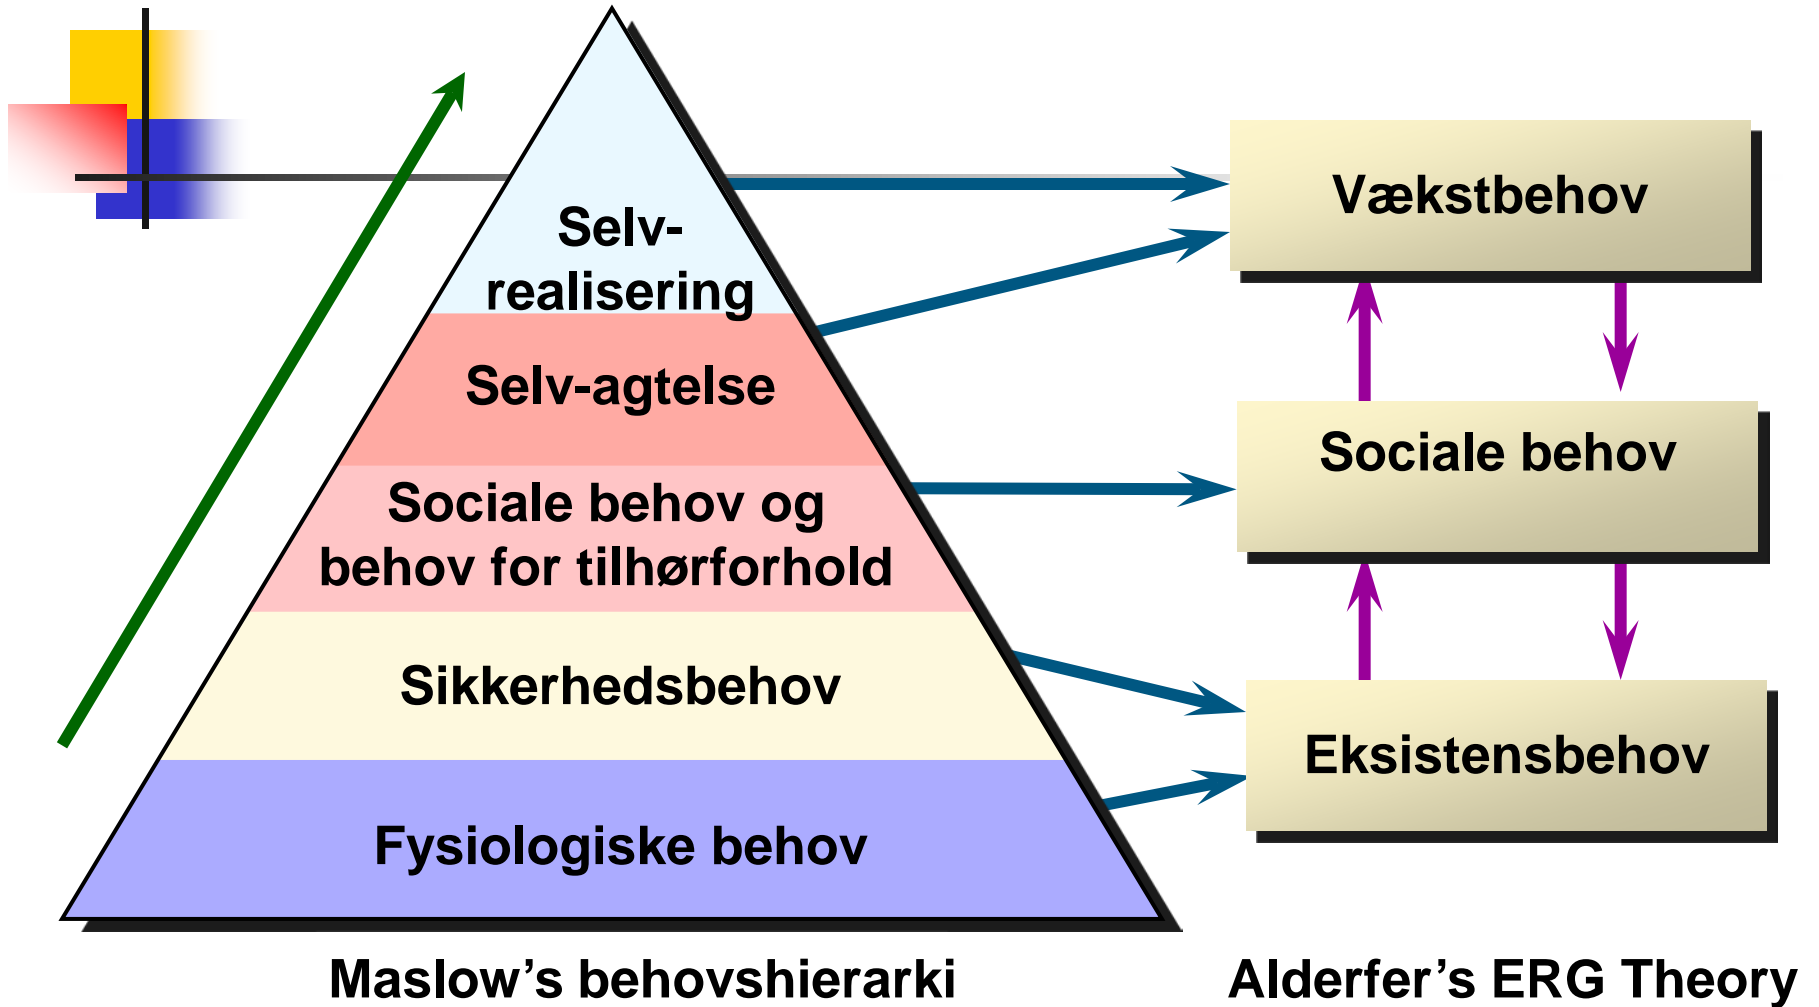 Selv-
realisering
Selv-agtelse
Sociale behov og
behov for tilhørforhold
Sikkerhedsbehov
Fysiologiske behov
Maslow’s behovshierarki
Vækstbehov
Sociale behov
Eksistensbehov
Alderfer’s ERG Theory